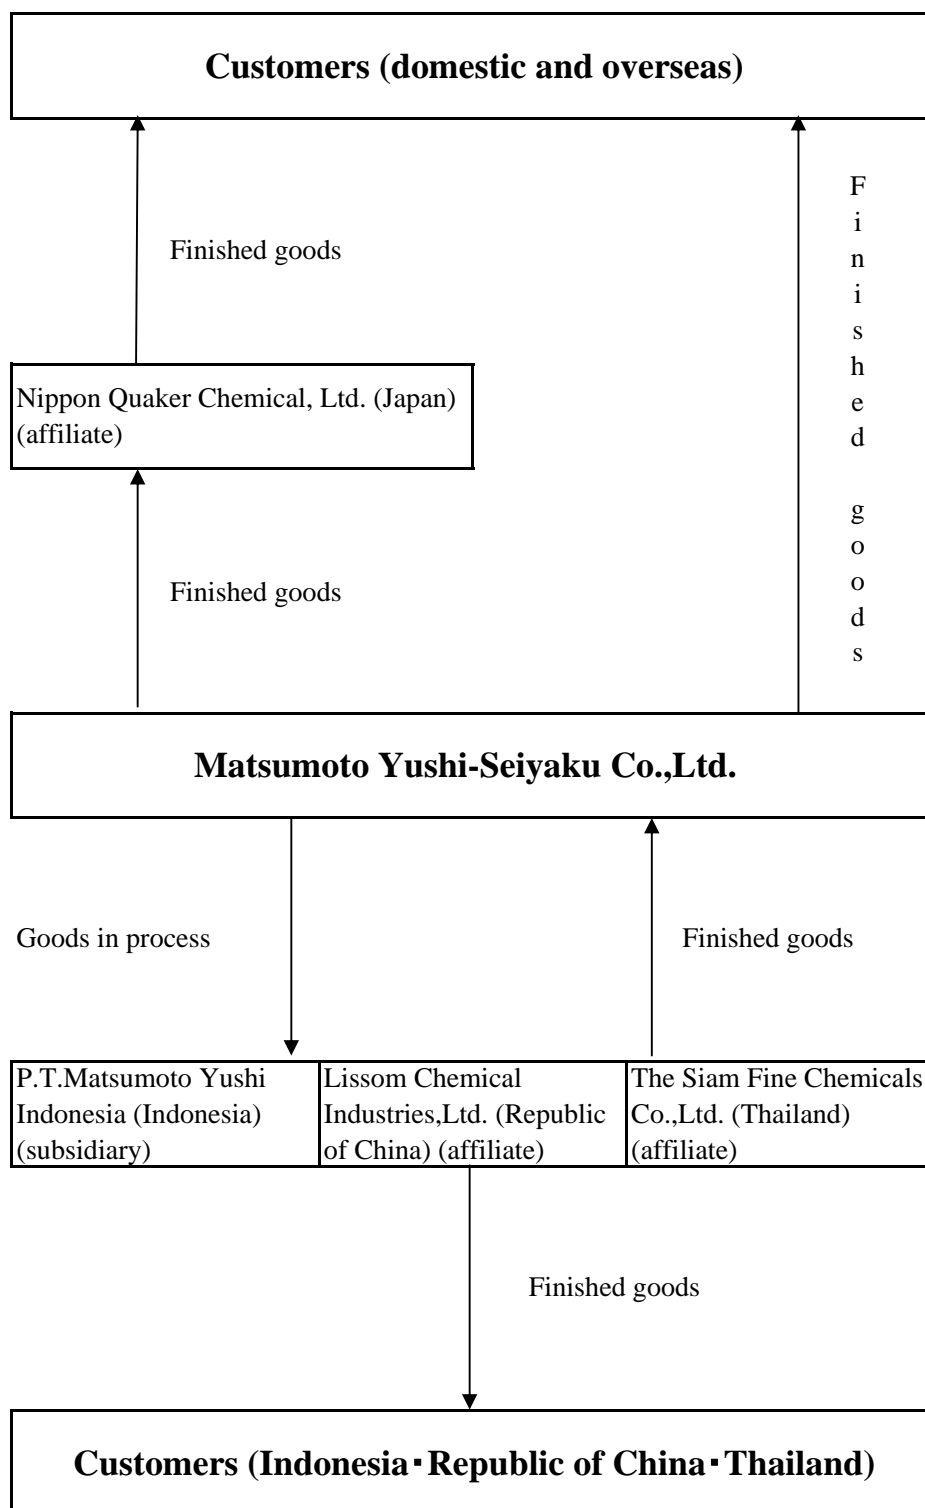 Customers (domestic and overseas)
Finished goods
Finished goods
Nippon Quaker Chemical, Ltd. (Japan)
(affiliate)
Finished goods
Matsumoto Yushi-Seiyaku Co.,Ltd.
Goods in process
Finished goods
P.T.Matsumoto Yushi
Indonesia (Indonesia)
(subsidiary)
Lissom Chemical
Industries,Ltd. (Republic
of China) (affiliate)
The Siam Fine Chemicals
Co.,Ltd. (Thailand)
(affiliate)
Finished goods
Customers (Indonesia・Republic of China・Thailand)